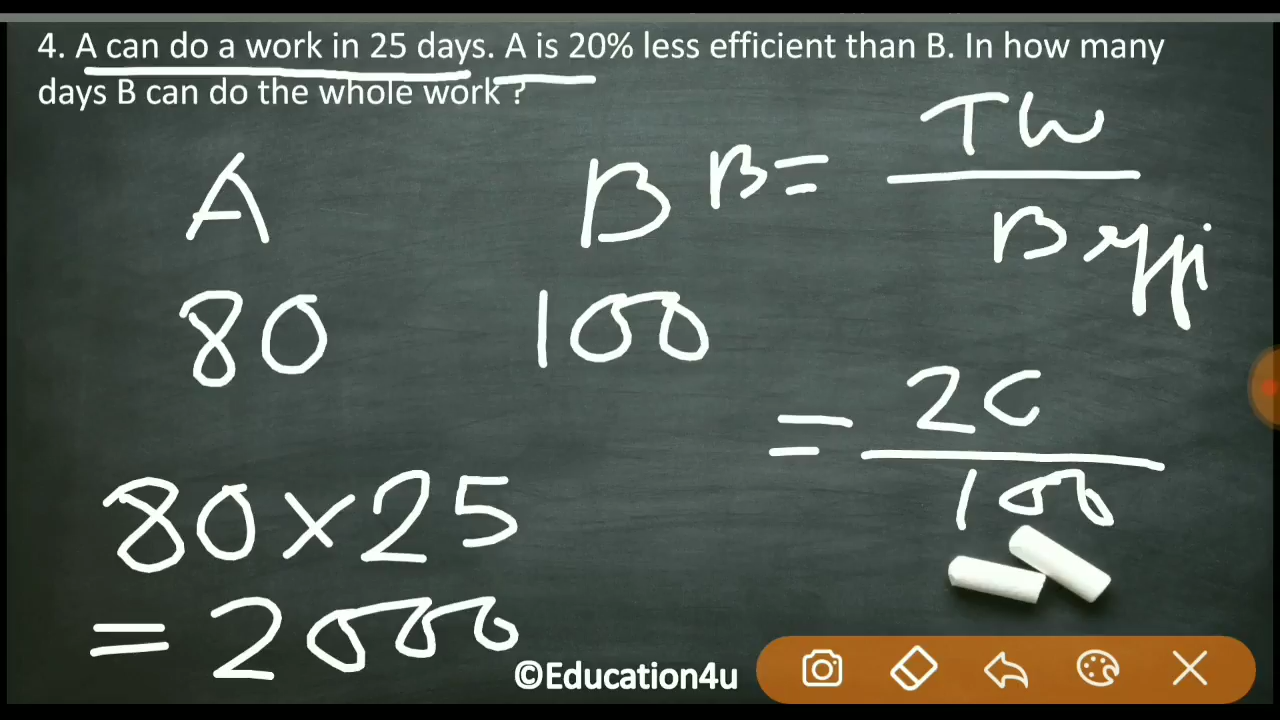 4. A can do a work in 25 days. A is 20% less efficient than B. In how many
days B can do the whole work ?
A B B = TW
B effi
80 100
= 20
100
80 × 25
= 2000
©Education4u